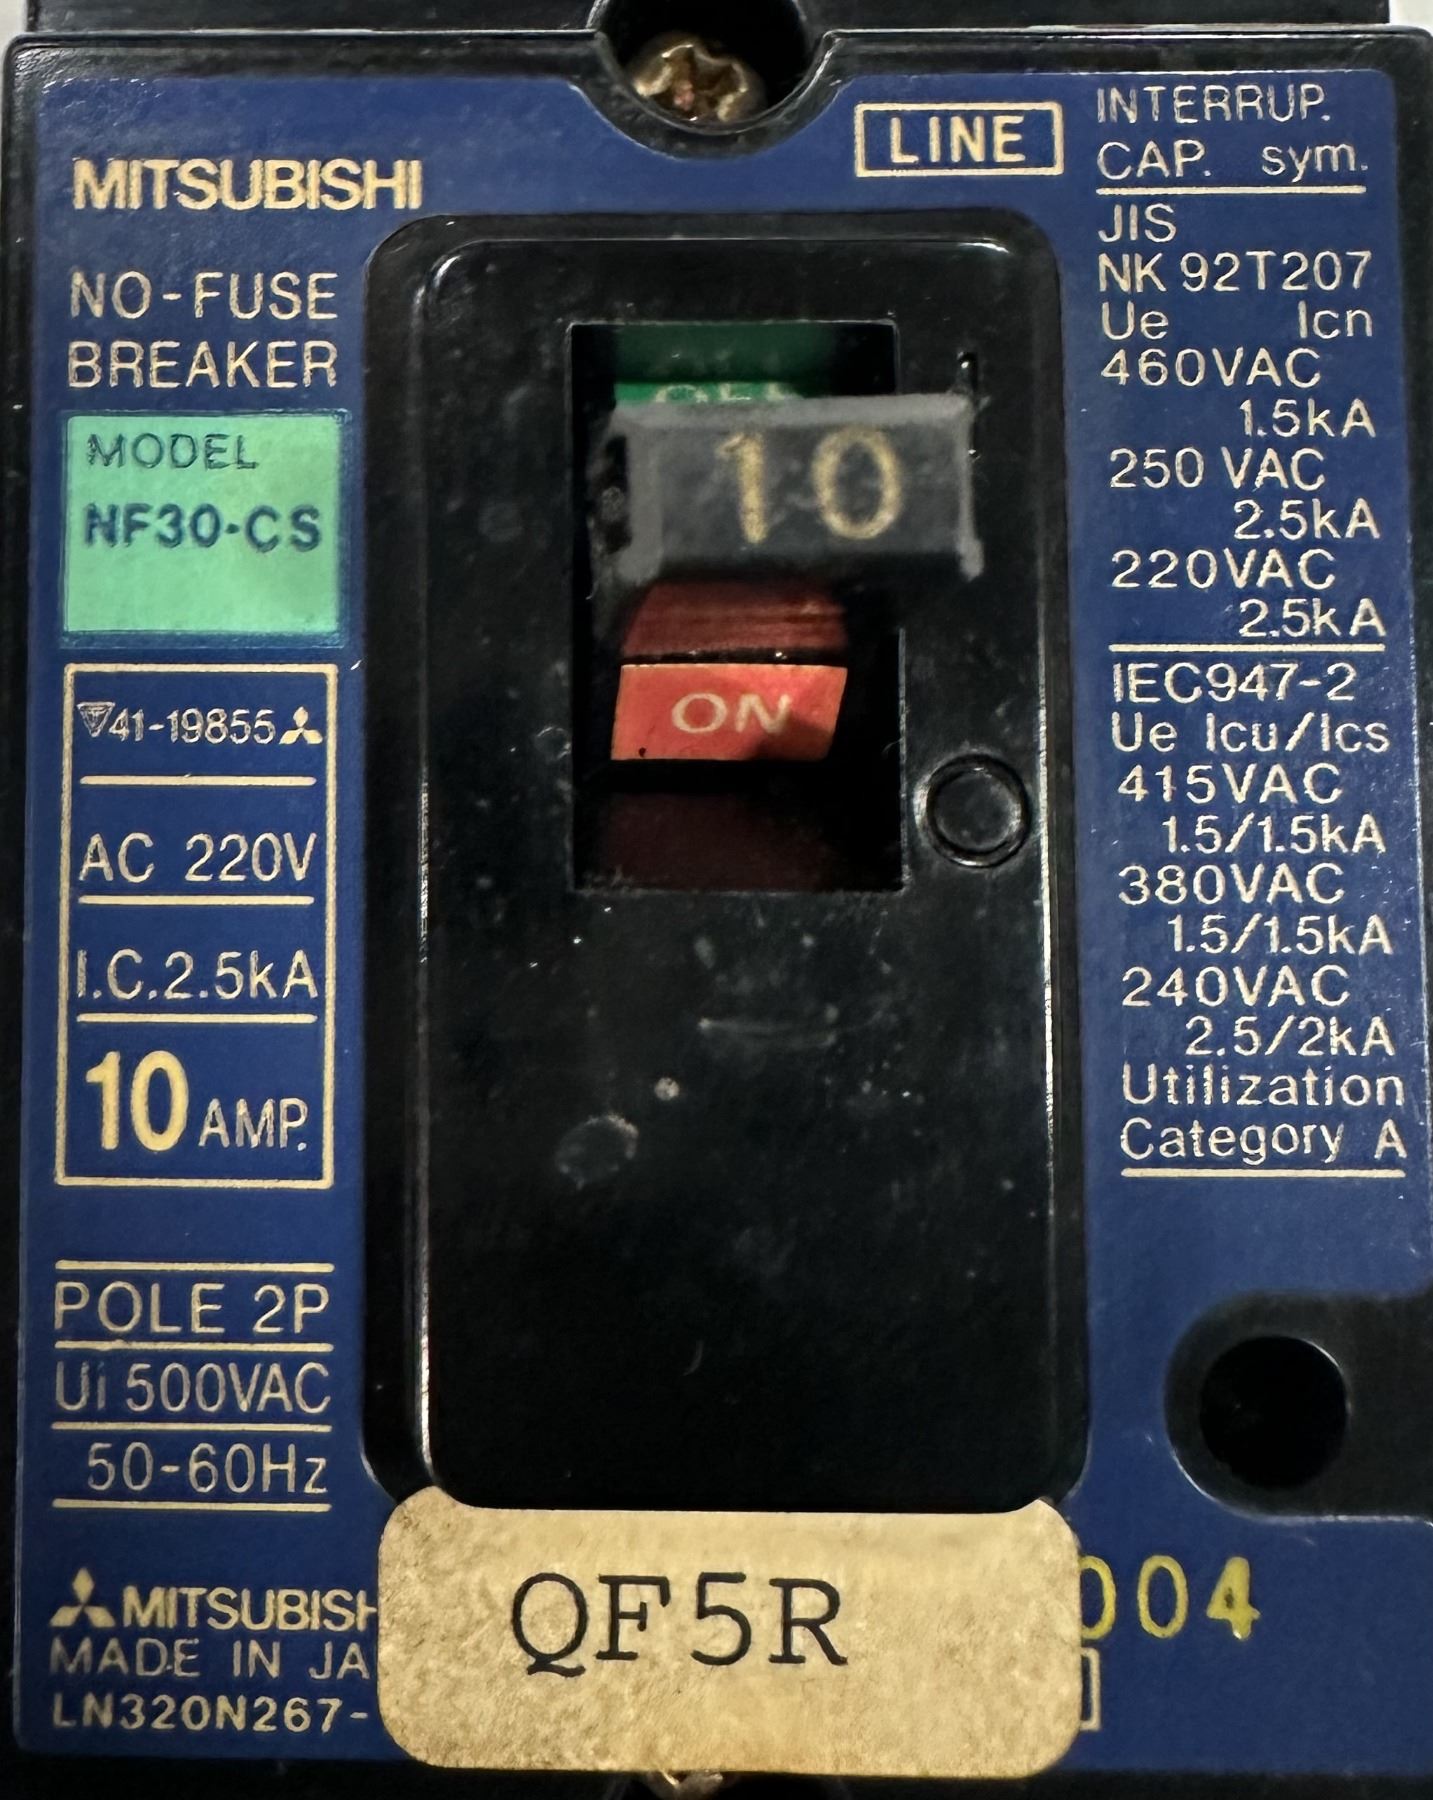 MITSUBISHI
NO-FUSE
BREAKER
MODEL
NF30-CS
41-19855
AC 220V
I.C.2.5kA
10 AMP.
POLE 2P
Ui 500VAC
50-60Hz
MITSUBISH
MADE IN JA
LN320N267-
LINE
10
ON
QF5R
004
INTERRUP.
CAP. sym.
JIS
NK 92T207
Ue Icn
460VAC
1.5kA
250 VAC
2.5kA
220VAC
2.5kA
IEC947-2
Ue Icu/Ics
415VAC
1.5/1.5kA
380VAC
1.5/1.5kA
240VAC
2.5/2kA
Utilization
Category A